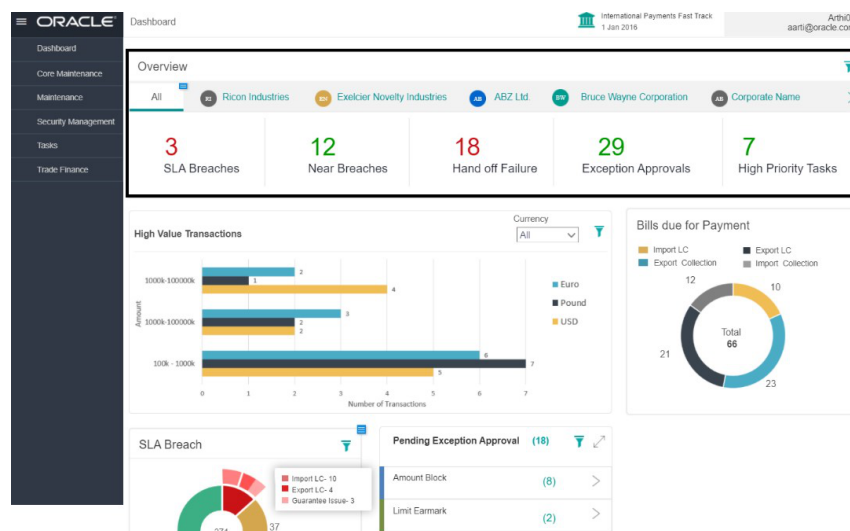 ORACLE
Dashboard
International Payments Fast Track
1 Jan 2016
aarti@oracle.com
Dashboard
Core Maintenance
Maintenance
Security Management
Tasks
Trade Finance
Overview
All
RI Ricon Industries
EN Exelcier Novelty Industries
AB ABZ Ltd
BW Bruce Wayne Corporation
AB Corporate Name
3
SLA Breaches
12
Near Breaches
18
Hand off Failure
29
Exception Approvals
7
High Priority Tasks
High Value Transactions
Currency
All
Amount
1000k-100000k
2
1
4
1000k-100000k
3
2
2
100k - 1000k
6
7
5
0 1 2 3 4 5 6 7
Number of Transactions
Euro
Pound
USD
Bills due for Payment
Import LC
Export LC
Export Collection
Import Collection
12
10
Total
66
21
23
SLA Breach
Import LC- 10
Export LC- 4
Guarantee Issue- 3
37
Pending Exception Approval (18)
Amount Block (8)
Limit Earmark (2)